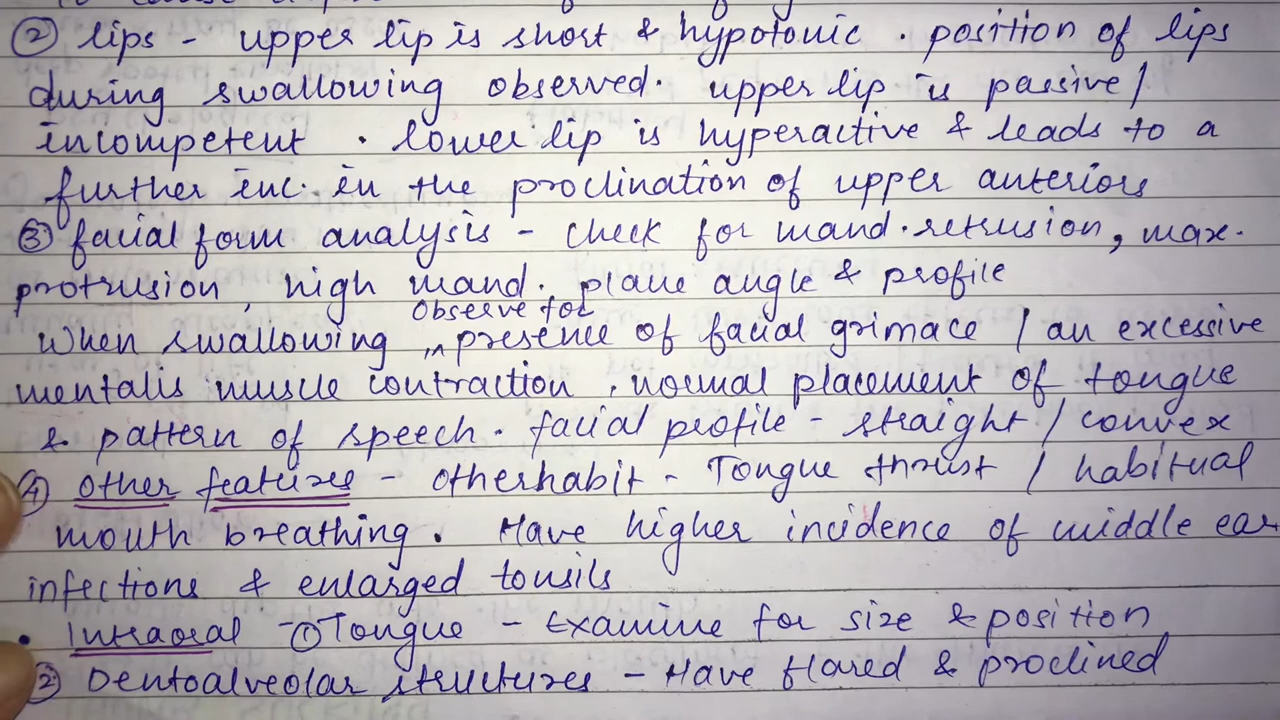 ② lips - upper lip is short & hypotonic . position of lips
during swallowing observed. upper lip is passive/
incompetent . lower lip is hyperactive & leads to a
further inc. in the proclination of upper anteriors
③ facial form analysis - check for mand. retrusion, max.
protrusion, high mand. plane angle & profile
observe for
When swallowing ^ presence of facial grimace / an excessive
mentalis muscle contraction , normal placement of tongue
& pattern of speech. facial profile - straight / convex
④ other features - otherhabit - Tongue thrust / habitual
mouth breathing. Have higher incidence of middle ear
infections & enlarged tonsils
• Intraoral - ① Tongue - Examine for size & position
② Dentoalveolar structures - Have flared & proclined